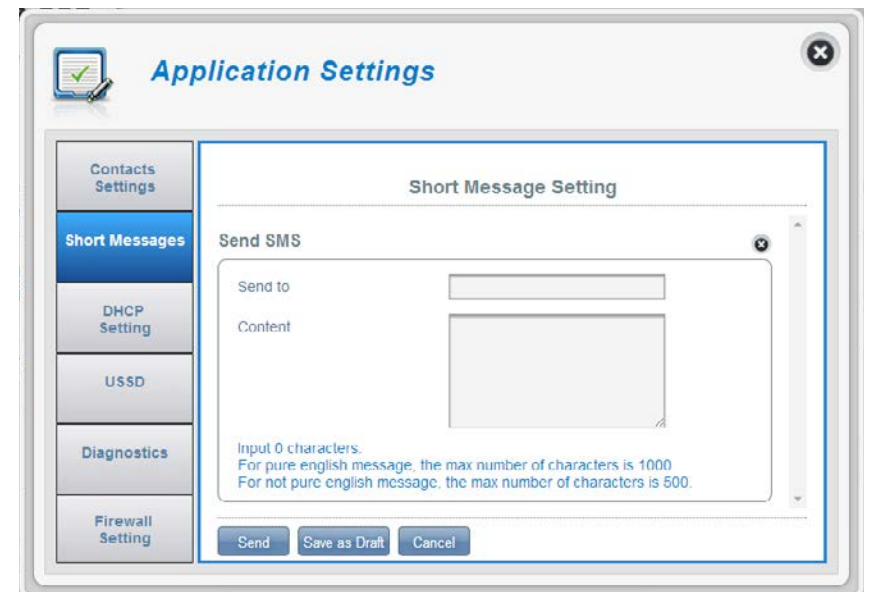 Application Settings
Contacts
Settings
Short Messages
DHCP
Setting
USSD
Diagnostics
Firewall
Setting
Short Message Setting
Send SMS
Send to
Content
Input 0 characters.
For pure english message, the max number of characters is 1000
For not pure english message, the max number of characters is 500.
Send
Save as Draft
Cancel